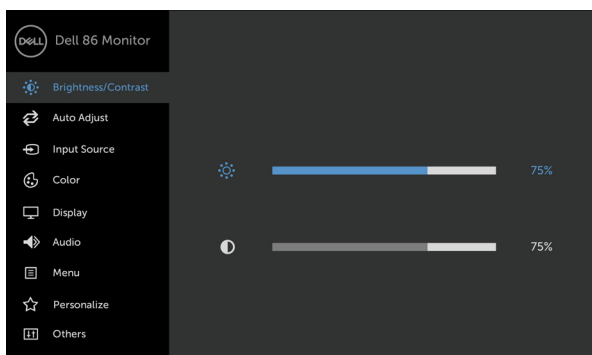 DELL
Dell 86 Monitor
Brightness/Contrast
Auto Adjust
Input Source
Color
Display
Audio
Menu
Personalize
Others
75%
75%